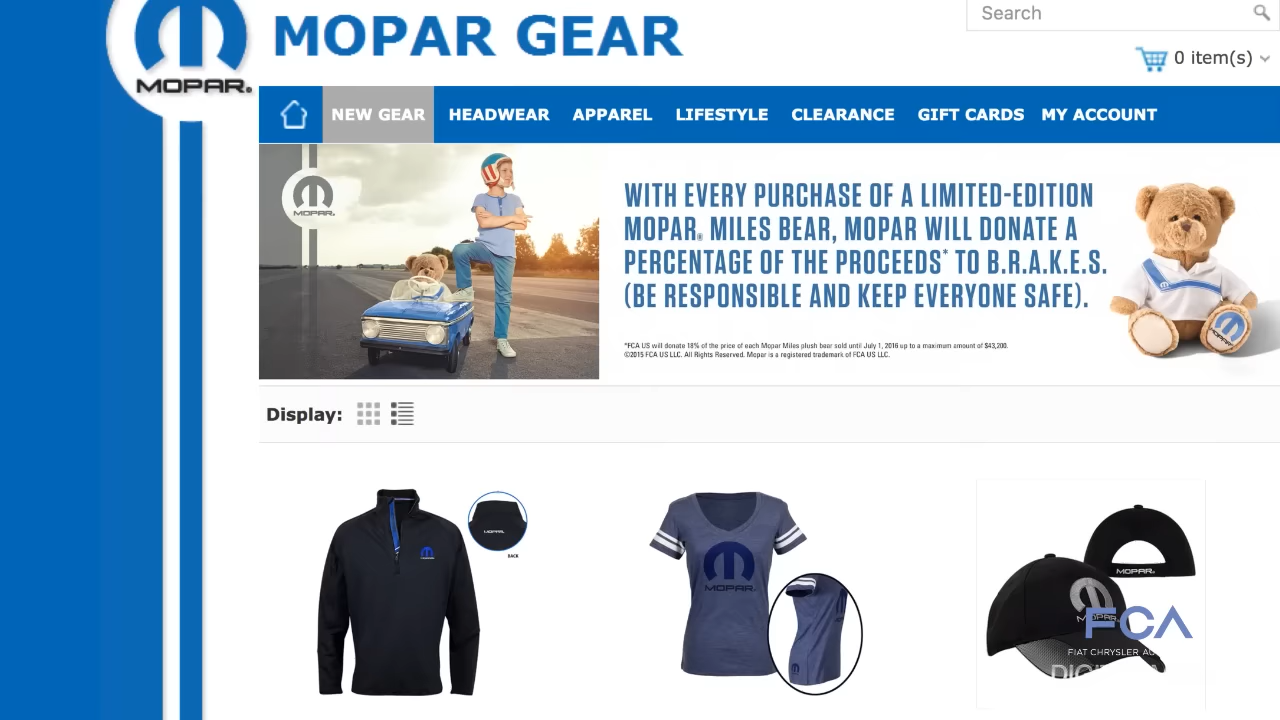 MOPAR GEAR
Search
MOPAR.
0 item(s)
NEW GEAR HEADWEAR APPAREL LIFESTYLE CLEARANCE GIFT CARDS MY ACCOUNT
MOPAR.
WITH EVERY PURCHASE OF A LIMITED-EDITION
MOPAR® MILES BEAR, MOPAR WILL DONATE A
PERCENTAGE OF THE PROCEEDS* TO B.R.A.K.E.S.
(BE RESPONSIBLE AND KEEP EVERYONE SAFE).
*FCA US will donate 18% of the price of each Mopar Miles plush bear sold until July 1, 2016 up to a maximum amount of $43,200.
©2015 FCA US LLC. All Rights Reserved. Mopar is a registered trademark of FCA US LLC.
Display:
MOPAR.
BACK
MOPAR.
MOPAR.
MOPAR.
FCA
FIAT CHRYSLER